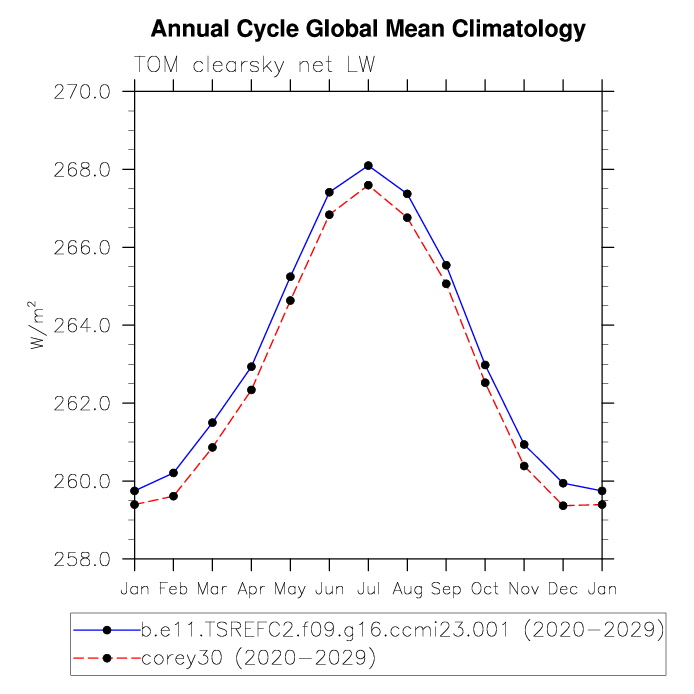 Annual Cycle Global Mean Climatology
TOM clearsky net LW
270.0
268.0
266.0
264.0
262.0
260.0
258.0
W/m²
Jan Feb Mar Apr May Jun Jul Aug Sep Oct Nov Dec Jan
b.e11.TSREFC2.f09.g16.ccmi23.001 (2020-2029)
corey30 (2020-2029)